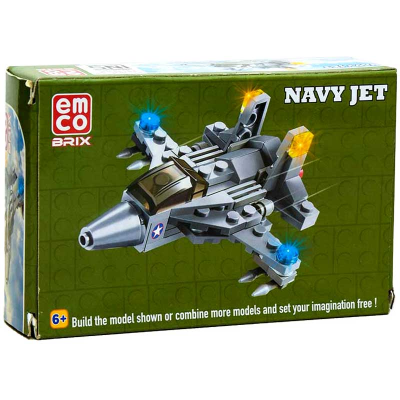 em
co
BRIX
NAVY JET
6+ Build the model shown or combine more models and set your imagination free !